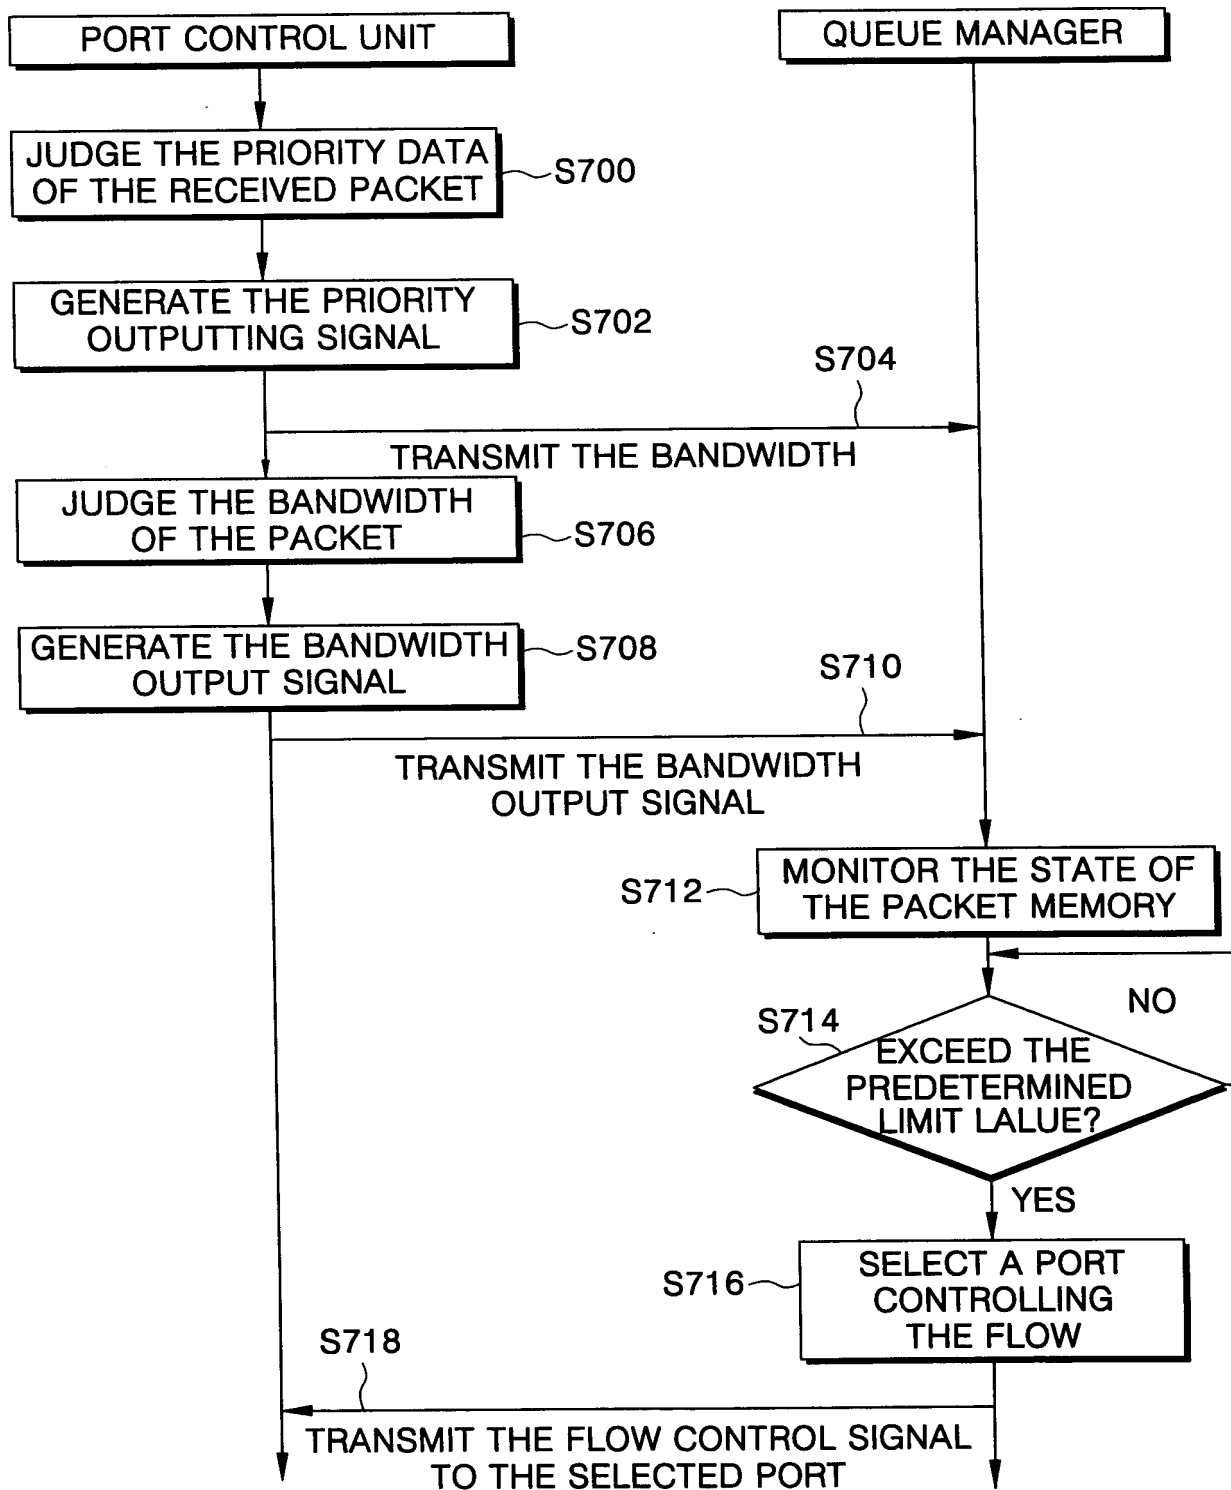 PORT CONTROL UNIT
QUEUE MANAGER
JUDGE THE PRIORITY DATA
OF THE RECEIVED PACKET
S700
GENERATE THE PRIORITY
OUTPUTTING SIGNAL
S702
S704
TRANSMIT THE BANDWIDTH
JUDGE THE BANDWIDTH
OF THE PACKET
S706
GENERATE THE BANDWIDTH
OUTPUT SIGNAL
S708
S710
TRANSMIT THE BANDWIDTH
OUTPUT SIGNAL
S712
MONITOR THE STATE OF
THE PACKET MEMORY
NO
S714
EXCEED THE
PREDETERMINED
LIMIT LALUE?
YES
S716
SELECT A PORT
CONTROLLING
THE FLOW
S718
TRANSMIT THE FLOW CONTROL SIGNAL
TO THE SELECTED PORT